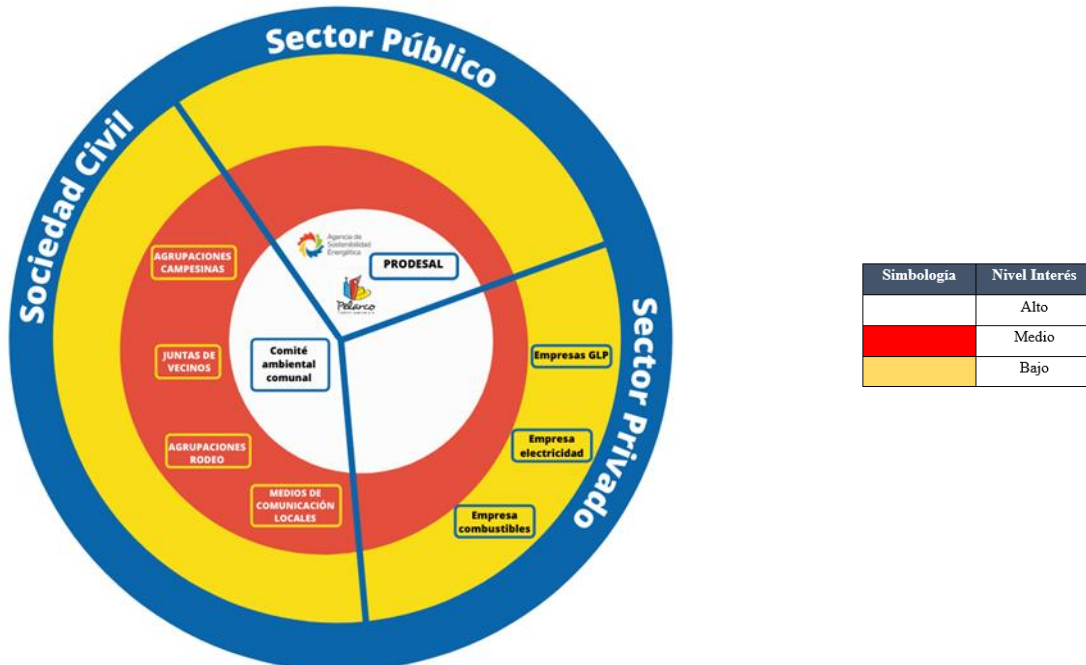 Sector Público
Sociedad Civil
Sector Privado
Agencia de
Sostenibilidad
Energética
PRODESAL
Pelarco
AGRUPACIONES
CAMPESINAS
JUNTAS DE
VECINOS
Comité
ambiental
comunal
AGRUPACIONES
RODEO
MEDIOS DE
COMUNICACIÓN
LOCALES
Empresas GLP
Empresa
electricidad
Empresa
combustibles
Simbología Nivel Interés
Alto
Medio
Bajo